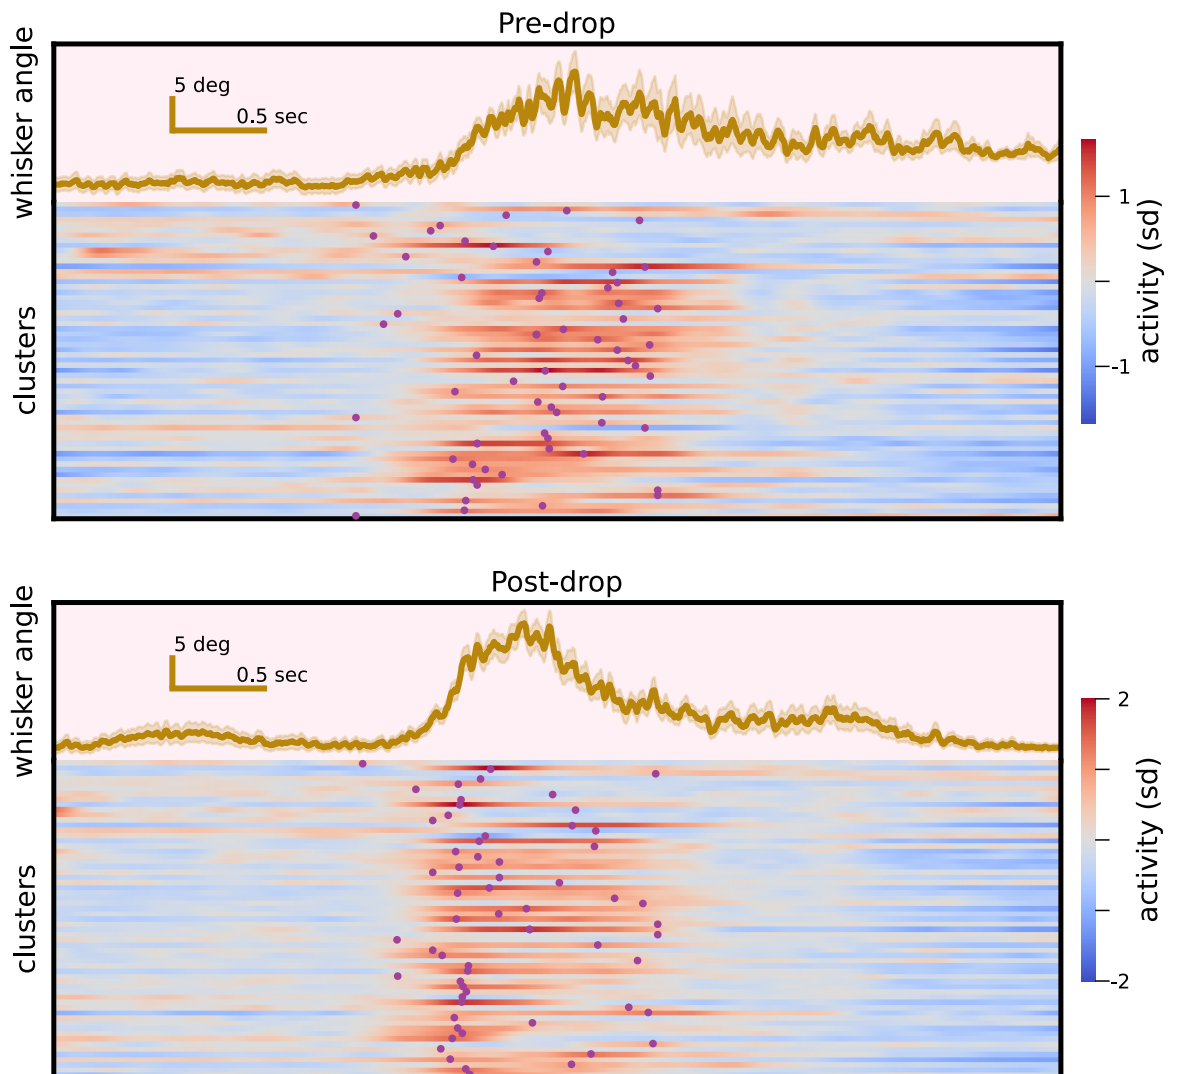 Pre-drop
whisker angle
5 deg
0.5 sec
clusters
1
-1
activity (sd)
Post-drop
whisker angle
5 deg
0.5 sec
clusters
2
-2
activity (sd)